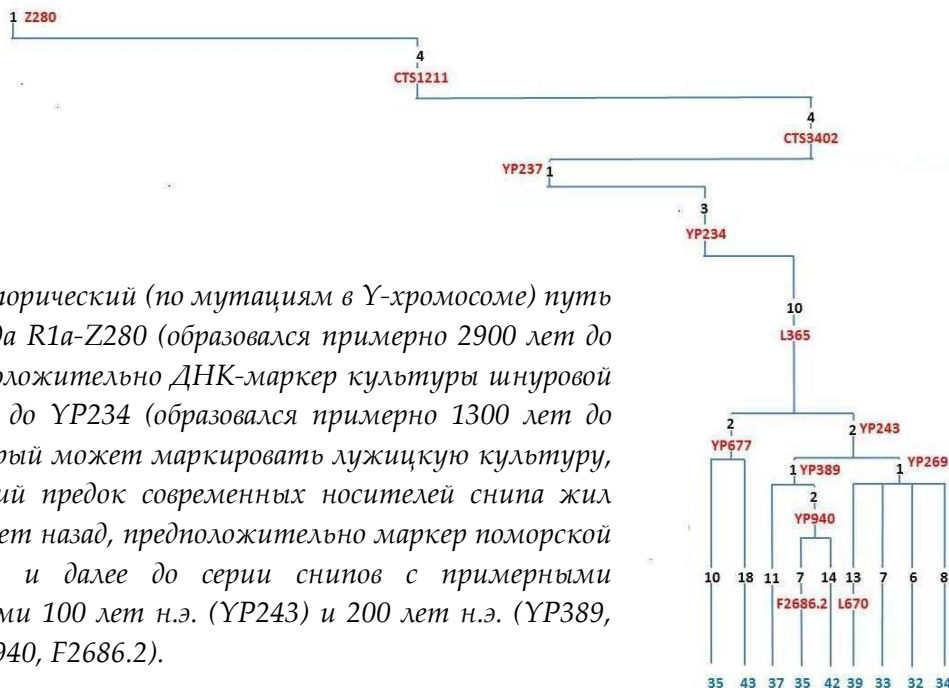 1 Z280
4
CTS1211
4
CTS3402
YP237 1
3
YP234
10
L365
торический (по мутациям в Y-хромосоме) путь
да R1a-Z280 (образовался примерно 2900 лет до
оложительно ДНК-маркер культуры шнуровой
до YP234 (образовался примерно 1300 лет до
рый может маркировать лужицкую культуру,
ий предок современных носителей снипа жил
ет назад, предположительно маркер поморской
и далее до серии снипов с примерными
ми 100 лет н.э. (YP243) и 200 лет н.э. (YP389,
940, F2686.2).
2 2 YP243
YP677
1 YP389 1 YP269
2
YP940
10 18 11 7 14 13 7 6 8
F2686.2 L670
35 43 37 35 42 39 33 32 34